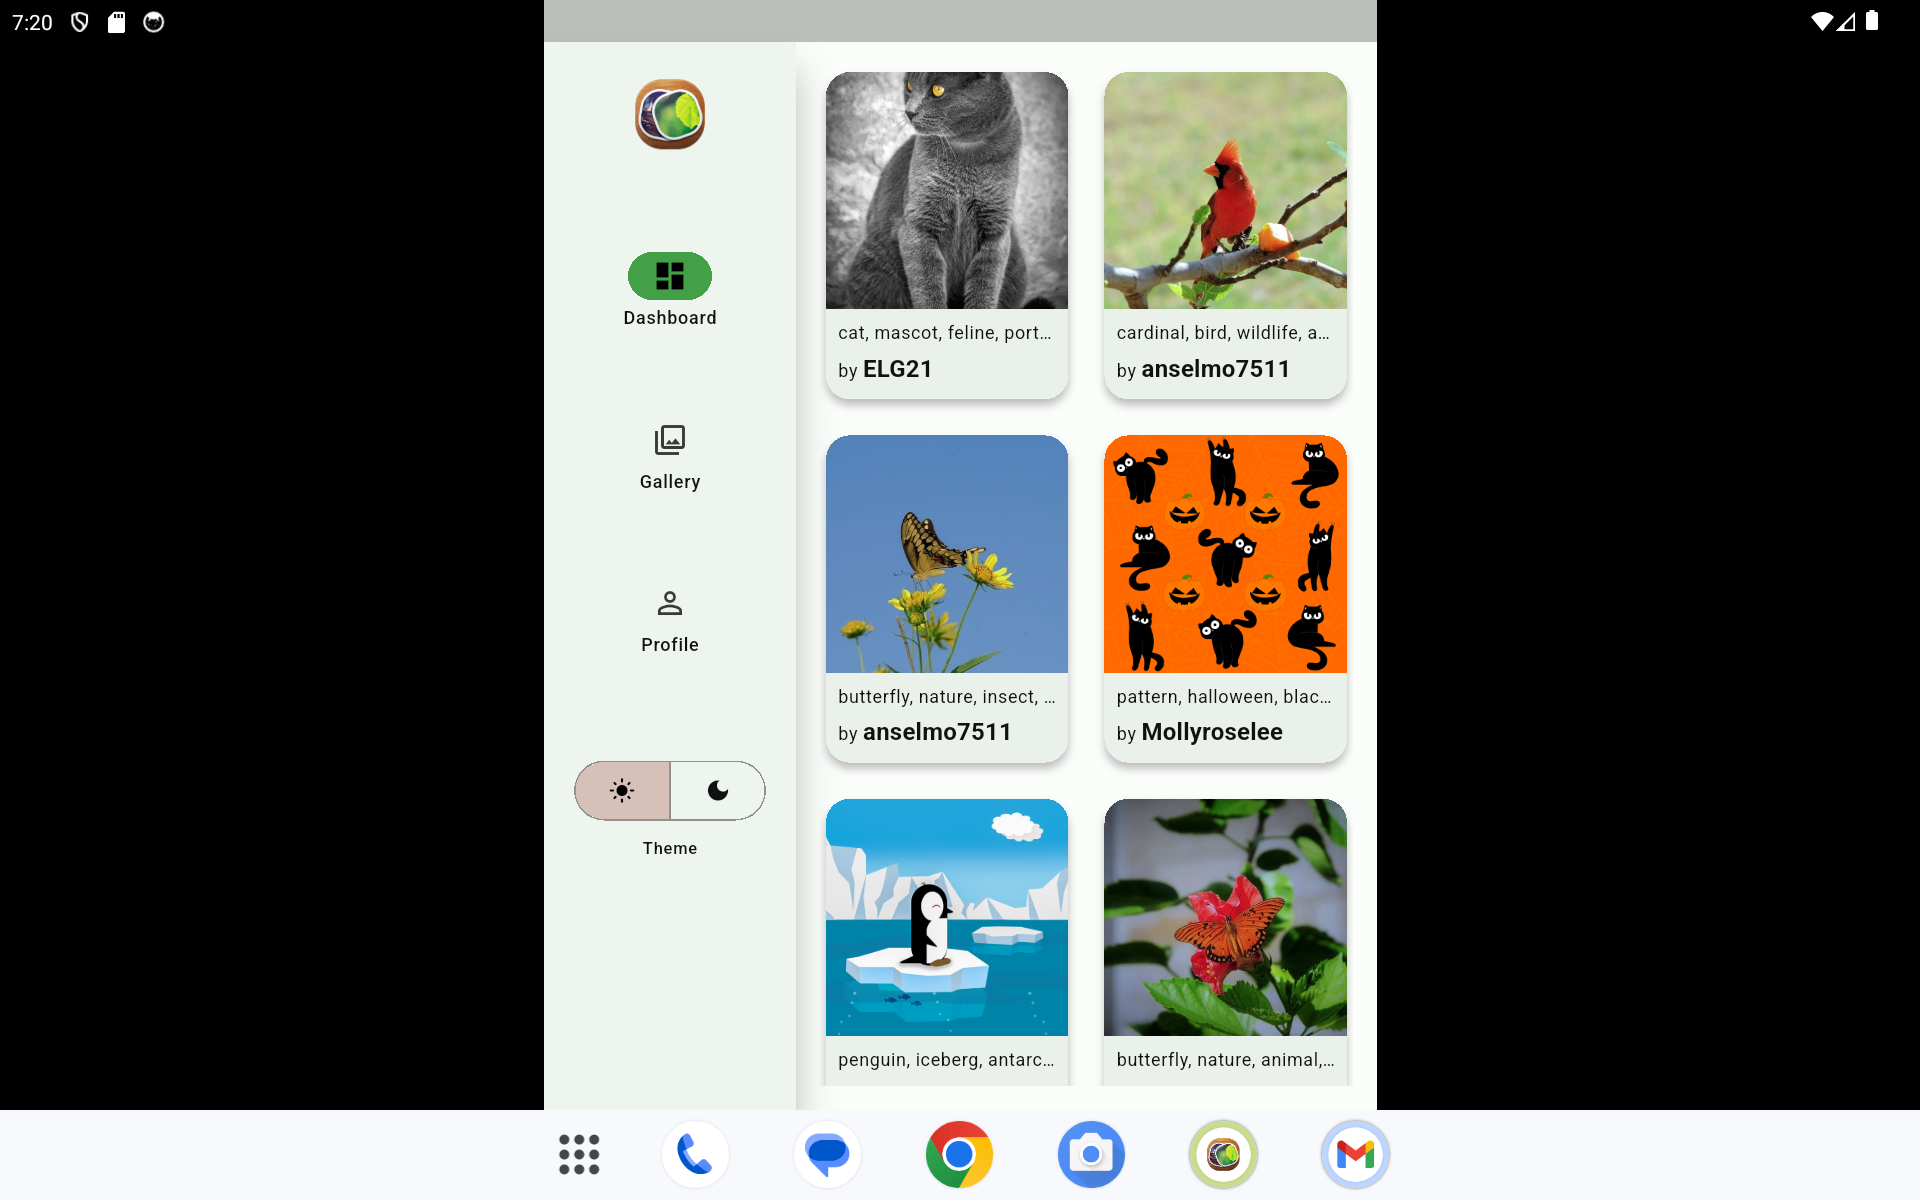 7:20
Dashboard
Gallery
Profile
Theme
cat, mascot, feline, port...
by ELG21
cardinal, bird, wildlife, a...
by anselmo7511
butterfly, nature, insect, ...
by anselmo7511
pattern, halloween, blac...
by Mollyroselee
penguin, iceberg, antarc...
butterfly, nature, animal,...